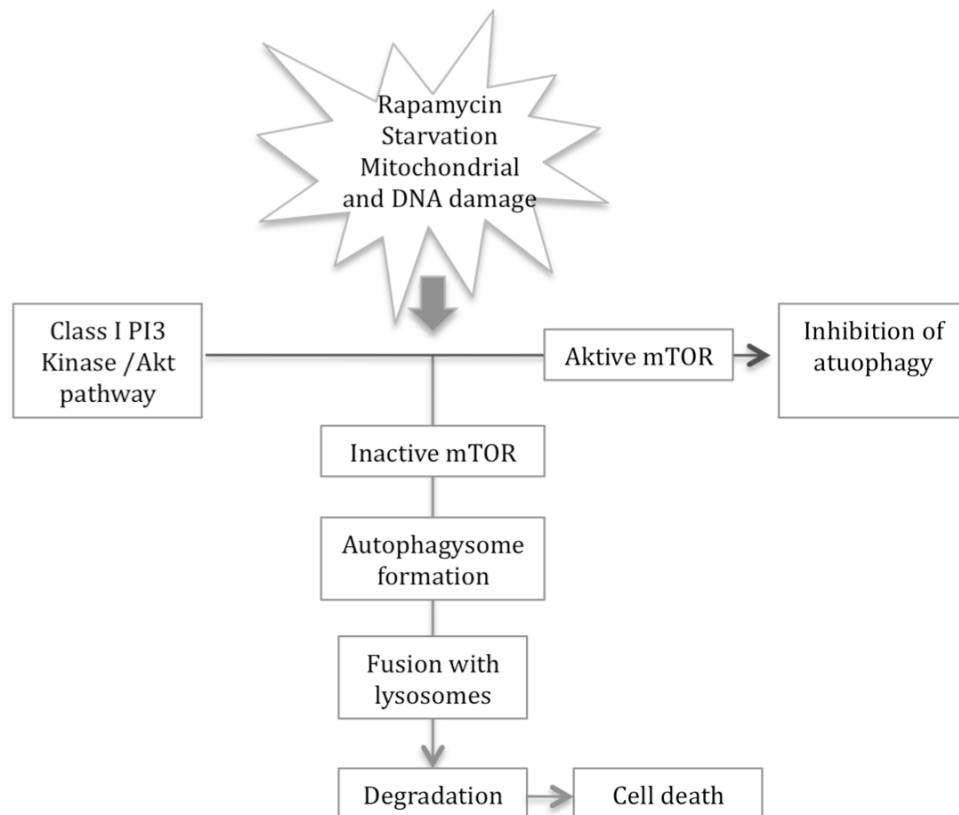 Rapamycin
Starvation
Mitochondrial
and DNA damage
Class I PI3
Kinase /Akt
pathway
Aktive mTOR
Inhibition of
atuophagy
Inactive mTOR
Autophagysome
formation
Fusion with
lysosomes
Degradation
Cell death